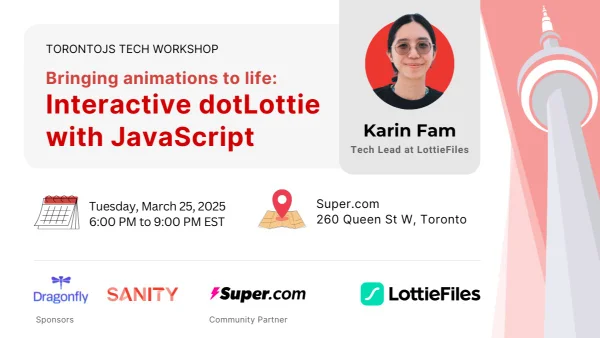 TORONTOJS TECH WORKSHOP
Bringing animations to life:
Interactive dotLottie
with JavaScript
Karin Fam
Tech Lead at LottieFiles
Tuesday, March 25, 2025
6:00 PM to 9:00 PM EST
Super.com
260 Queen St W, Toronto
Dragonfly
SANITY
Super.com
LottieFiles
Sponsors
Community Partner